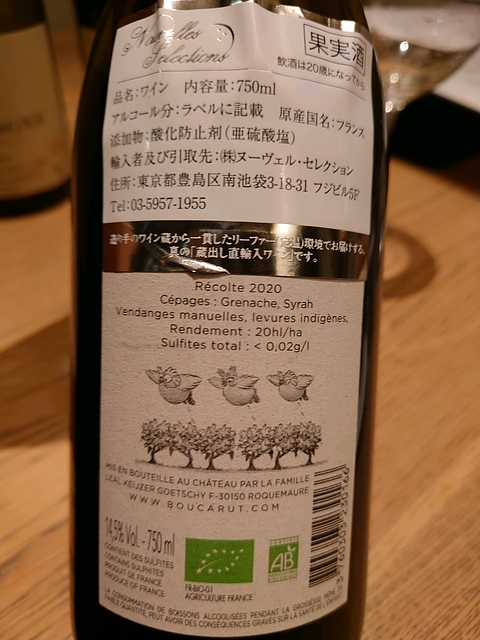 Nouvelles
Selections
果実酒
飲酒は20歳になってから
品名:ワイン 内容量:750ml
アルコール分:ラベルに記載 原産国名:フランス
添加物:酸化防止剤(亜硫酸塩)
輸入者及び引取先:㈱ヌーヴェル・セレクション
住所:東京都豊島区南池袋3-18-31 フジビル5F
Tel:03-5957-1955
造り手のワイン蔵から一貫したリーファー(定温)環境でお届けする、
真の「蔵出し直輸入ワイン」です。
Récolte 2020
Cépages : Grenache, Syrah
Vendanges manuelles, levures indigènes.
Rendement : 20hl/ha
Sulfites total : < 0,02g/l
MIS EN BOUTEILLE AU CHÂTEAU PAR LA FAMILLE
LEAL KEIJZER GOETSCHY F-30150 ROQUEMAURE
WWW.BOUCARUT.COM
14,5% Vol. - 750 ml
CONTIENT DES SULFITES
CONTAINS SULPHITES
PRODUIT DE FRANCE
PRODUCE OF FRANCE
FR-BIO-01
AGRICULTURE FRANCE
CERTIFIÉ
AB
AGRICULTURE
BIOLOGIQUE
LA CONSOMMATION DE BOISSONS ALCOOLISÉES PENDANT LA GROSSESSE, MÊME EN
FAIBLE QUANTITÉ, PEUT AVOIR DES CONSÉQUENCES GRAVES SUR LA SANTÉ DE L'ENFANT